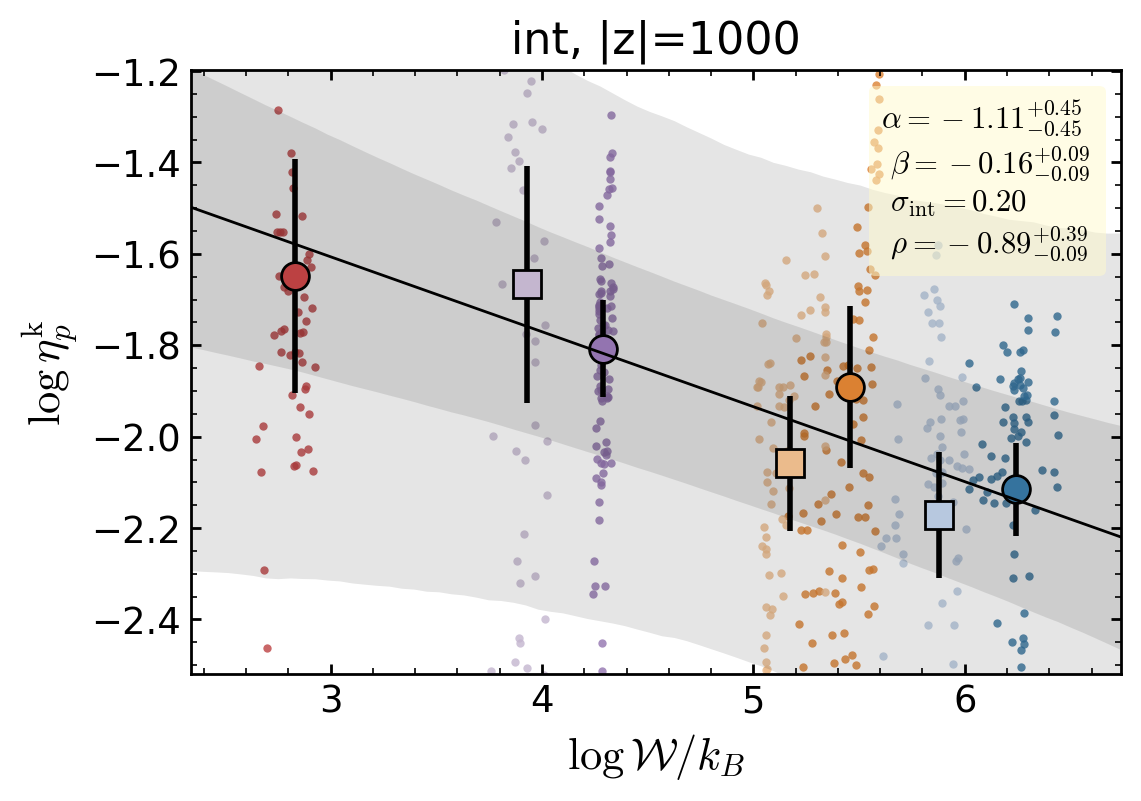 int, |z|=1000
−1.2
−1.4
−1.6
−1.8
−2.0
−2.2
−2.4
log η_p^k
α = − 1.11^{+0.45}_{−0.45}
β = − 0.16^{+0.09}_{−0.09}
σ_int = 0.20
ρ = − 0.89^{+0.39}_{−0.09}
3 4 5 6
log 𝒲/k_B